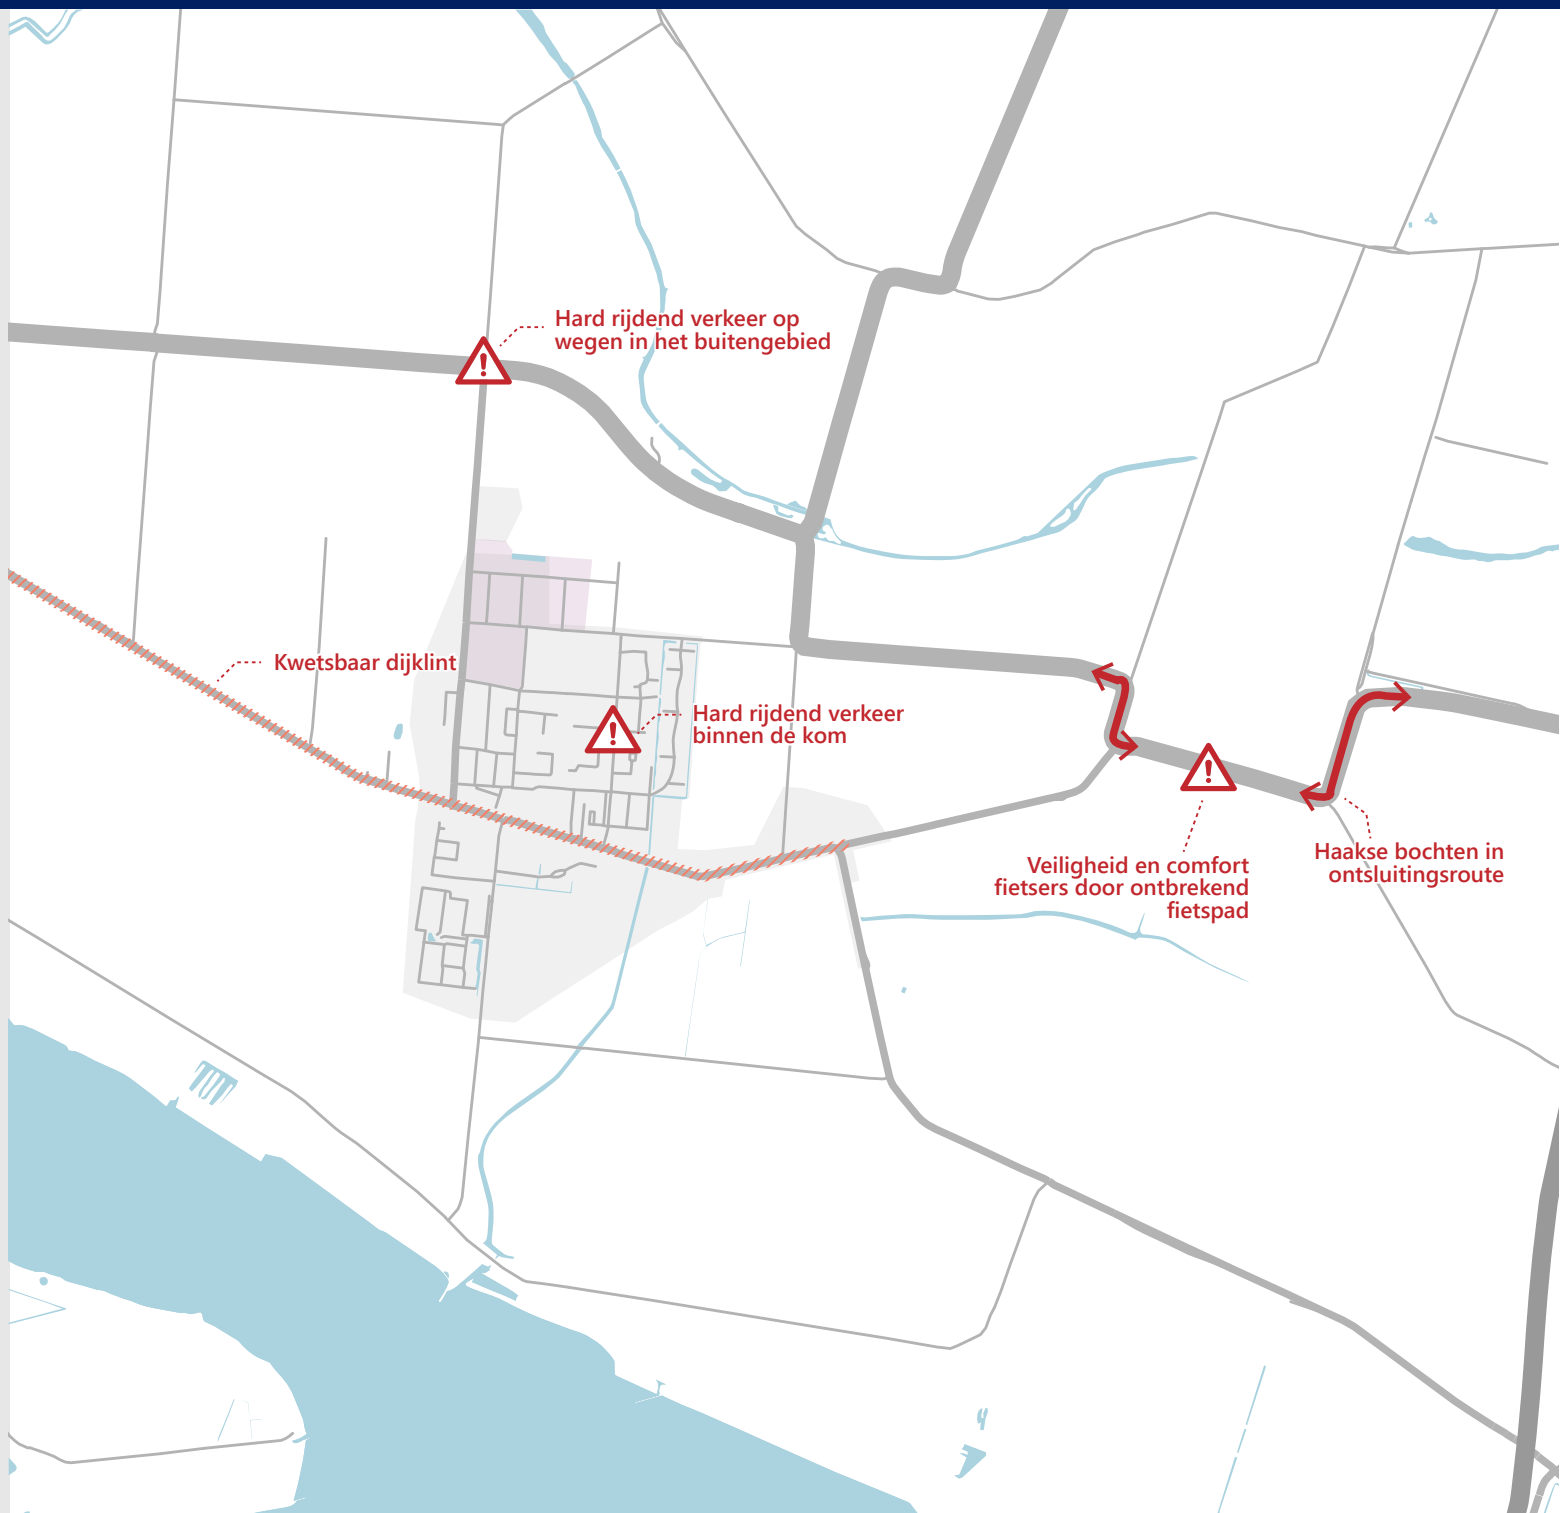 Hard rijdend verkeer op
wegen in het buitengebied
Kwetsbaar dijklint
Hard rijdend verkeer
binnen de kom
Veiligheid en comfort
fietsers door ontbrekend
fietspad
Haakse bochten in
ontsluitingsroute